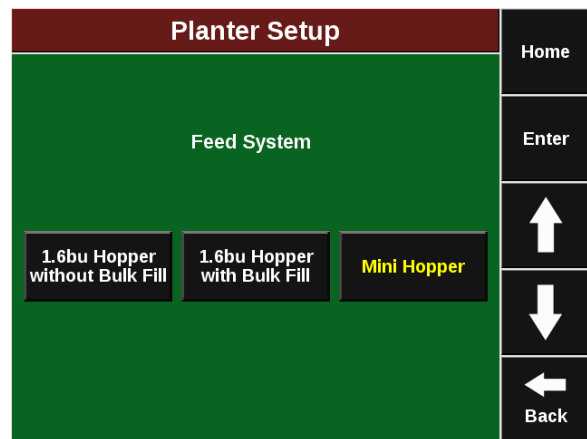 Planter Setup
Home
Feed System
Enter
1.6bu Hopper
without Bulk Fill
1.6bu Hopper
with Bulk Fill
Mini Hopper
Back